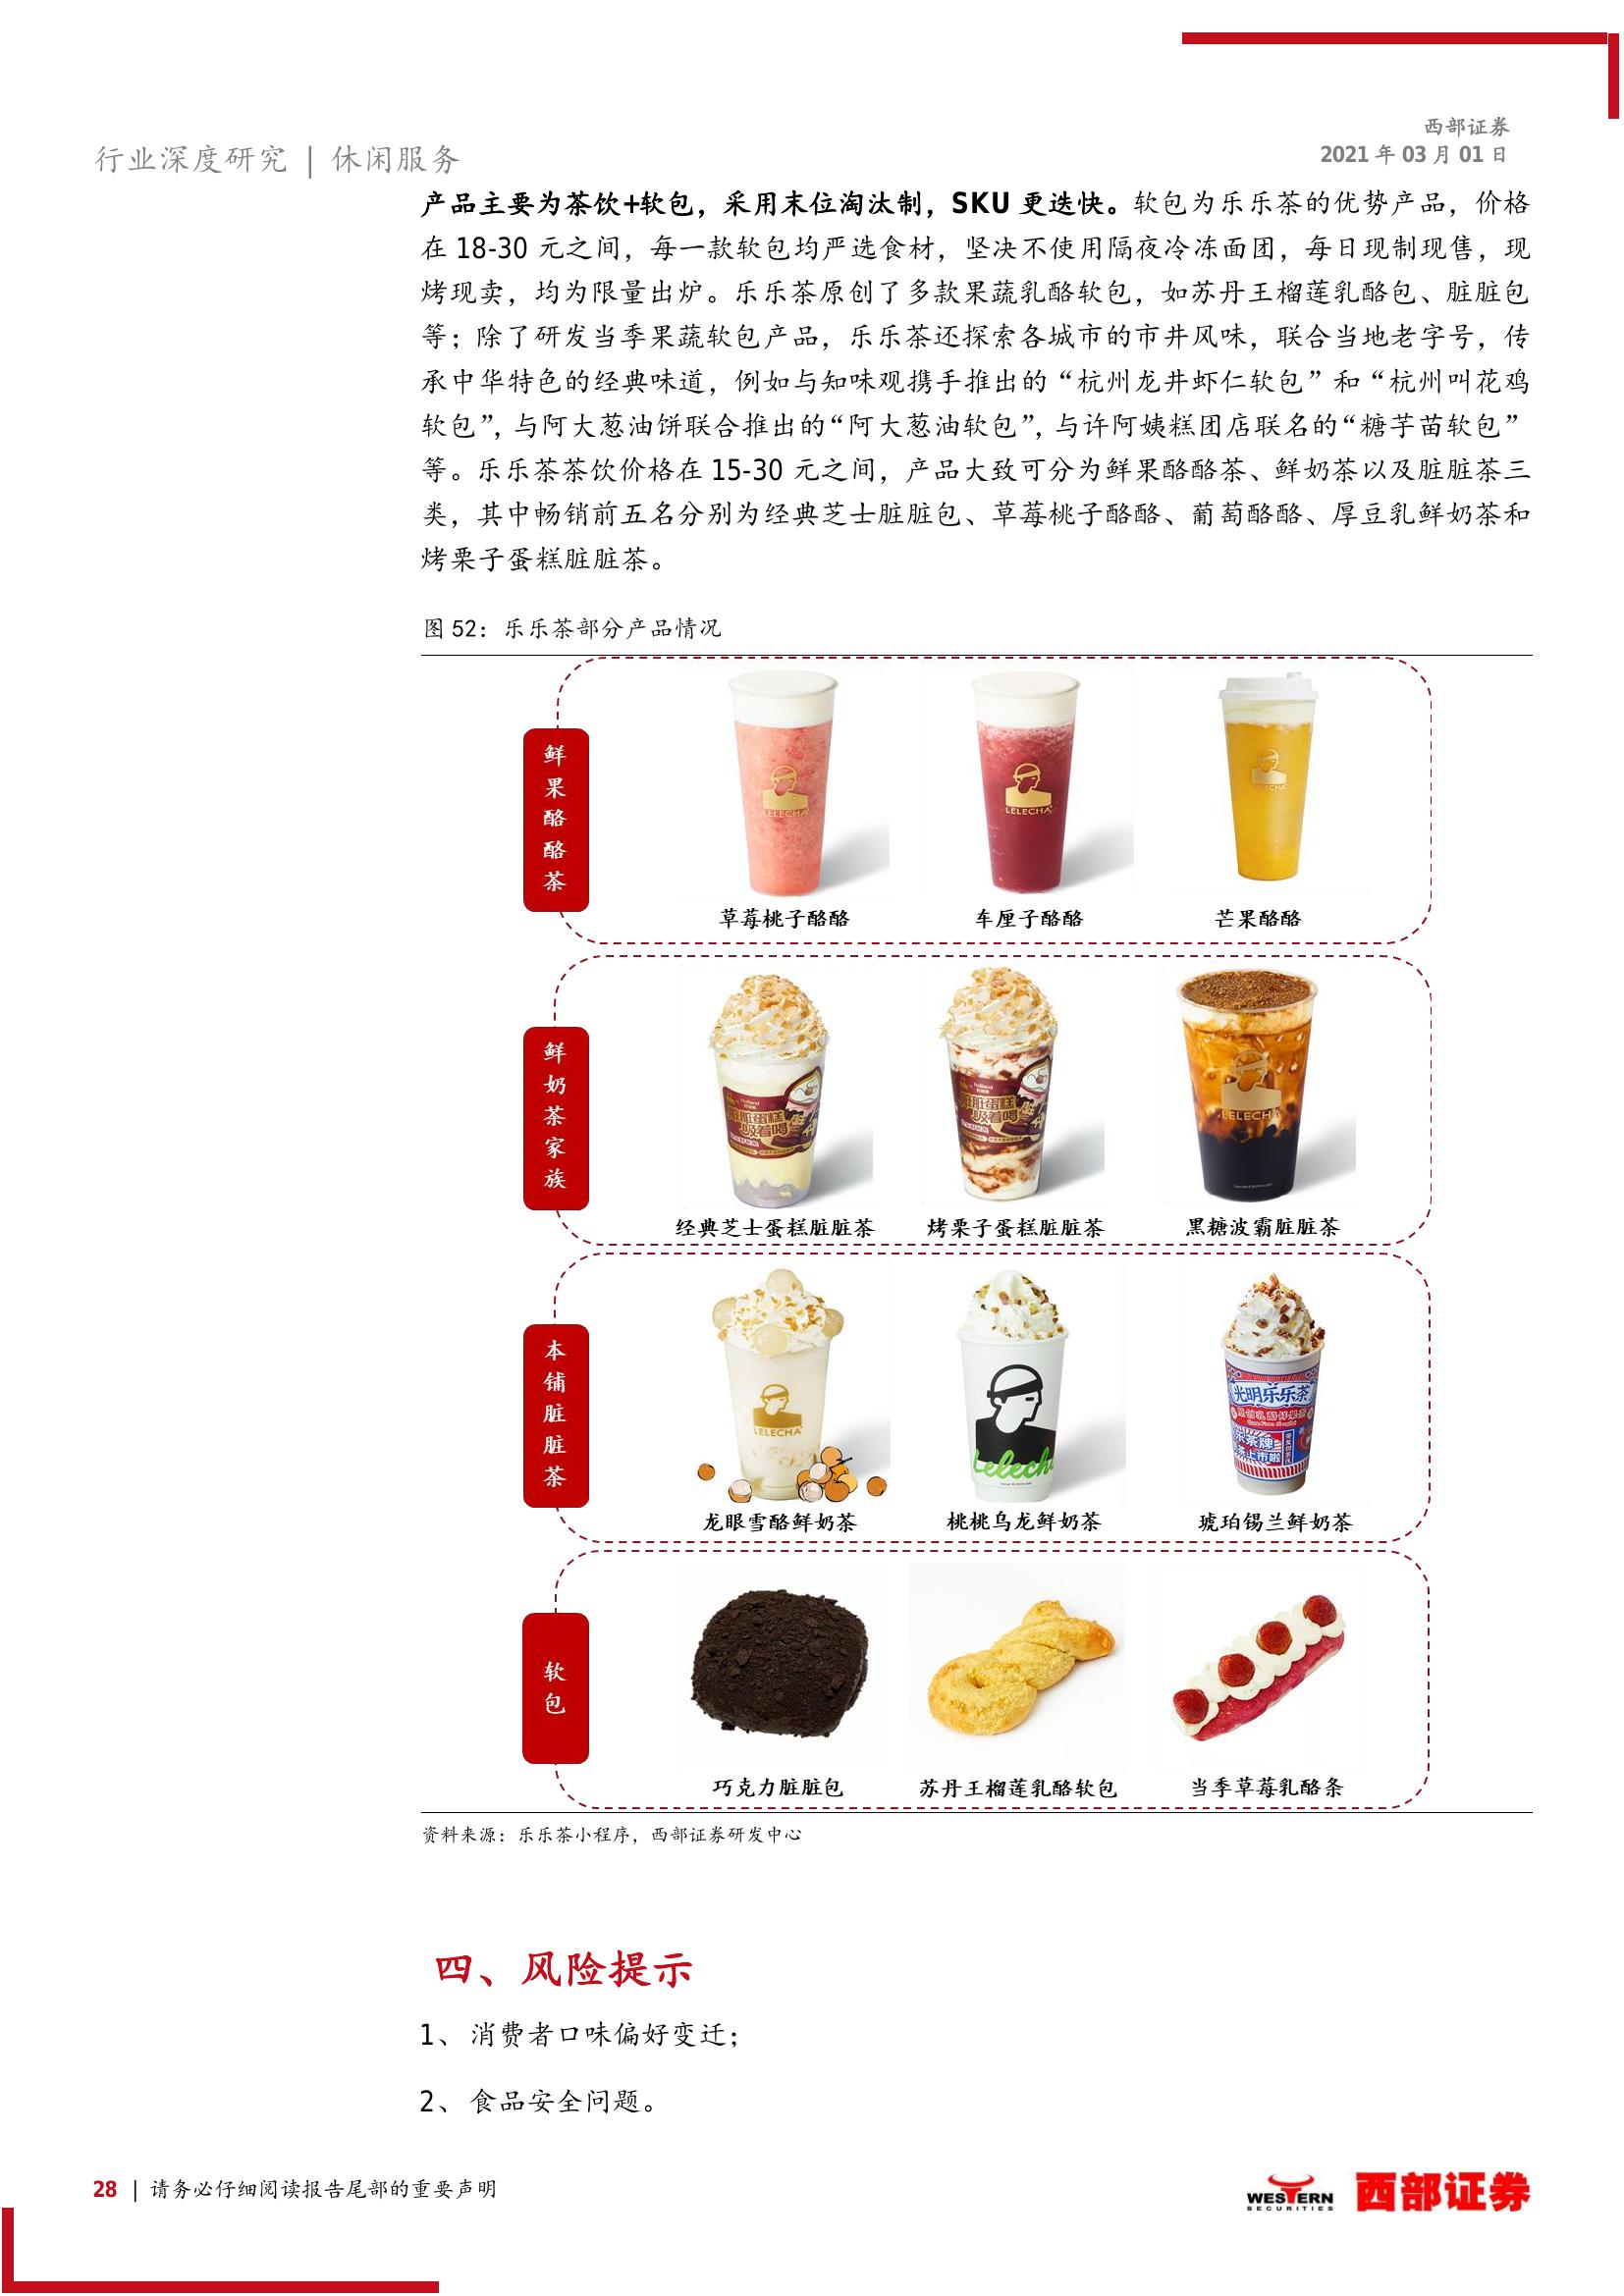 西部证券
2021 年 03 月 01 日
行业深度研究 | 休闲服务
产品主要为茶饮+软包，采用末位淘汰制，SKU 更迭快。软包为乐乐茶的优势产品，价格
在 18-30 元之间，每一款软包均严选食材，坚决不使用隔夜冷冻面团，每日现制现售，现
烤现卖，均为限量出炉。乐乐茶原创了多款果蔬乳酪软包，如苏丹王榴莲乳酪包、脏脏包
等；除了研发当季果蔬软包产品，乐乐茶还探索各城市的市井风味，联合当地老字号，传
承中华特色的经典味道，例如与知味观携手推出的“杭州龙井虾仁软包”和“杭州叫花鸡
软包”，与阿大葱油饼联合推出的“阿大葱油软包”，与许阿姨糕团店联名的“糖芋苗软包”
等。乐乐茶茶饮价格在 15-30 元之间，产品大致可分为鲜果酪酪茶、鲜奶茶以及脏脏茶三
类，其中畅销前五名分别为经典芝士脏脏包、草莓桃子酪酪、葡萄酪酪、厚豆乳鲜奶茶和
烤栗子蛋糕脏脏茶。
图 52：乐乐茶部分产品情况
鲜果酪酪茶
LELECHA
LELECHA
LELECHA
草莓桃子酪酪 车厘子酪酪 芒果酪酪
鲜奶茶家族
脏脏蛋糕
吸着喝
脏脏蛋糕
吸着喝
LELECHA
经典芝士蛋糕脏脏茶 烤栗子蛋糕脏脏茶 黑糖波霸脏脏茶
本铺脏脏茶
LELECHA
Lelech
光明乐乐茶
龙眼雪酪鲜奶茶 桃桃乌龙鲜奶茶 琥珀锡兰鲜奶茶
软包
巧克力脏脏包 苏丹王榴莲乳酪软包 当季草莓乳酪条
资料来源：乐乐茶小程序，西部证券研发中心
四、风险提示
1、 消费者口味偏好变迁；
2、 食品安全问题。
28 | 请务必仔细阅读报告尾部的重要声明
WESTERN
SECURITIES
西部证券